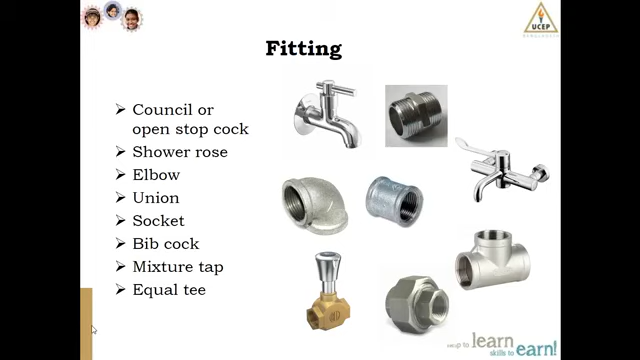 UCEP
Fitting
Council or
open stop cock
Shower rose
Elbow
Union
Socket
Bib cock
Mixture tap
Equal tee
learn
skills to earn!